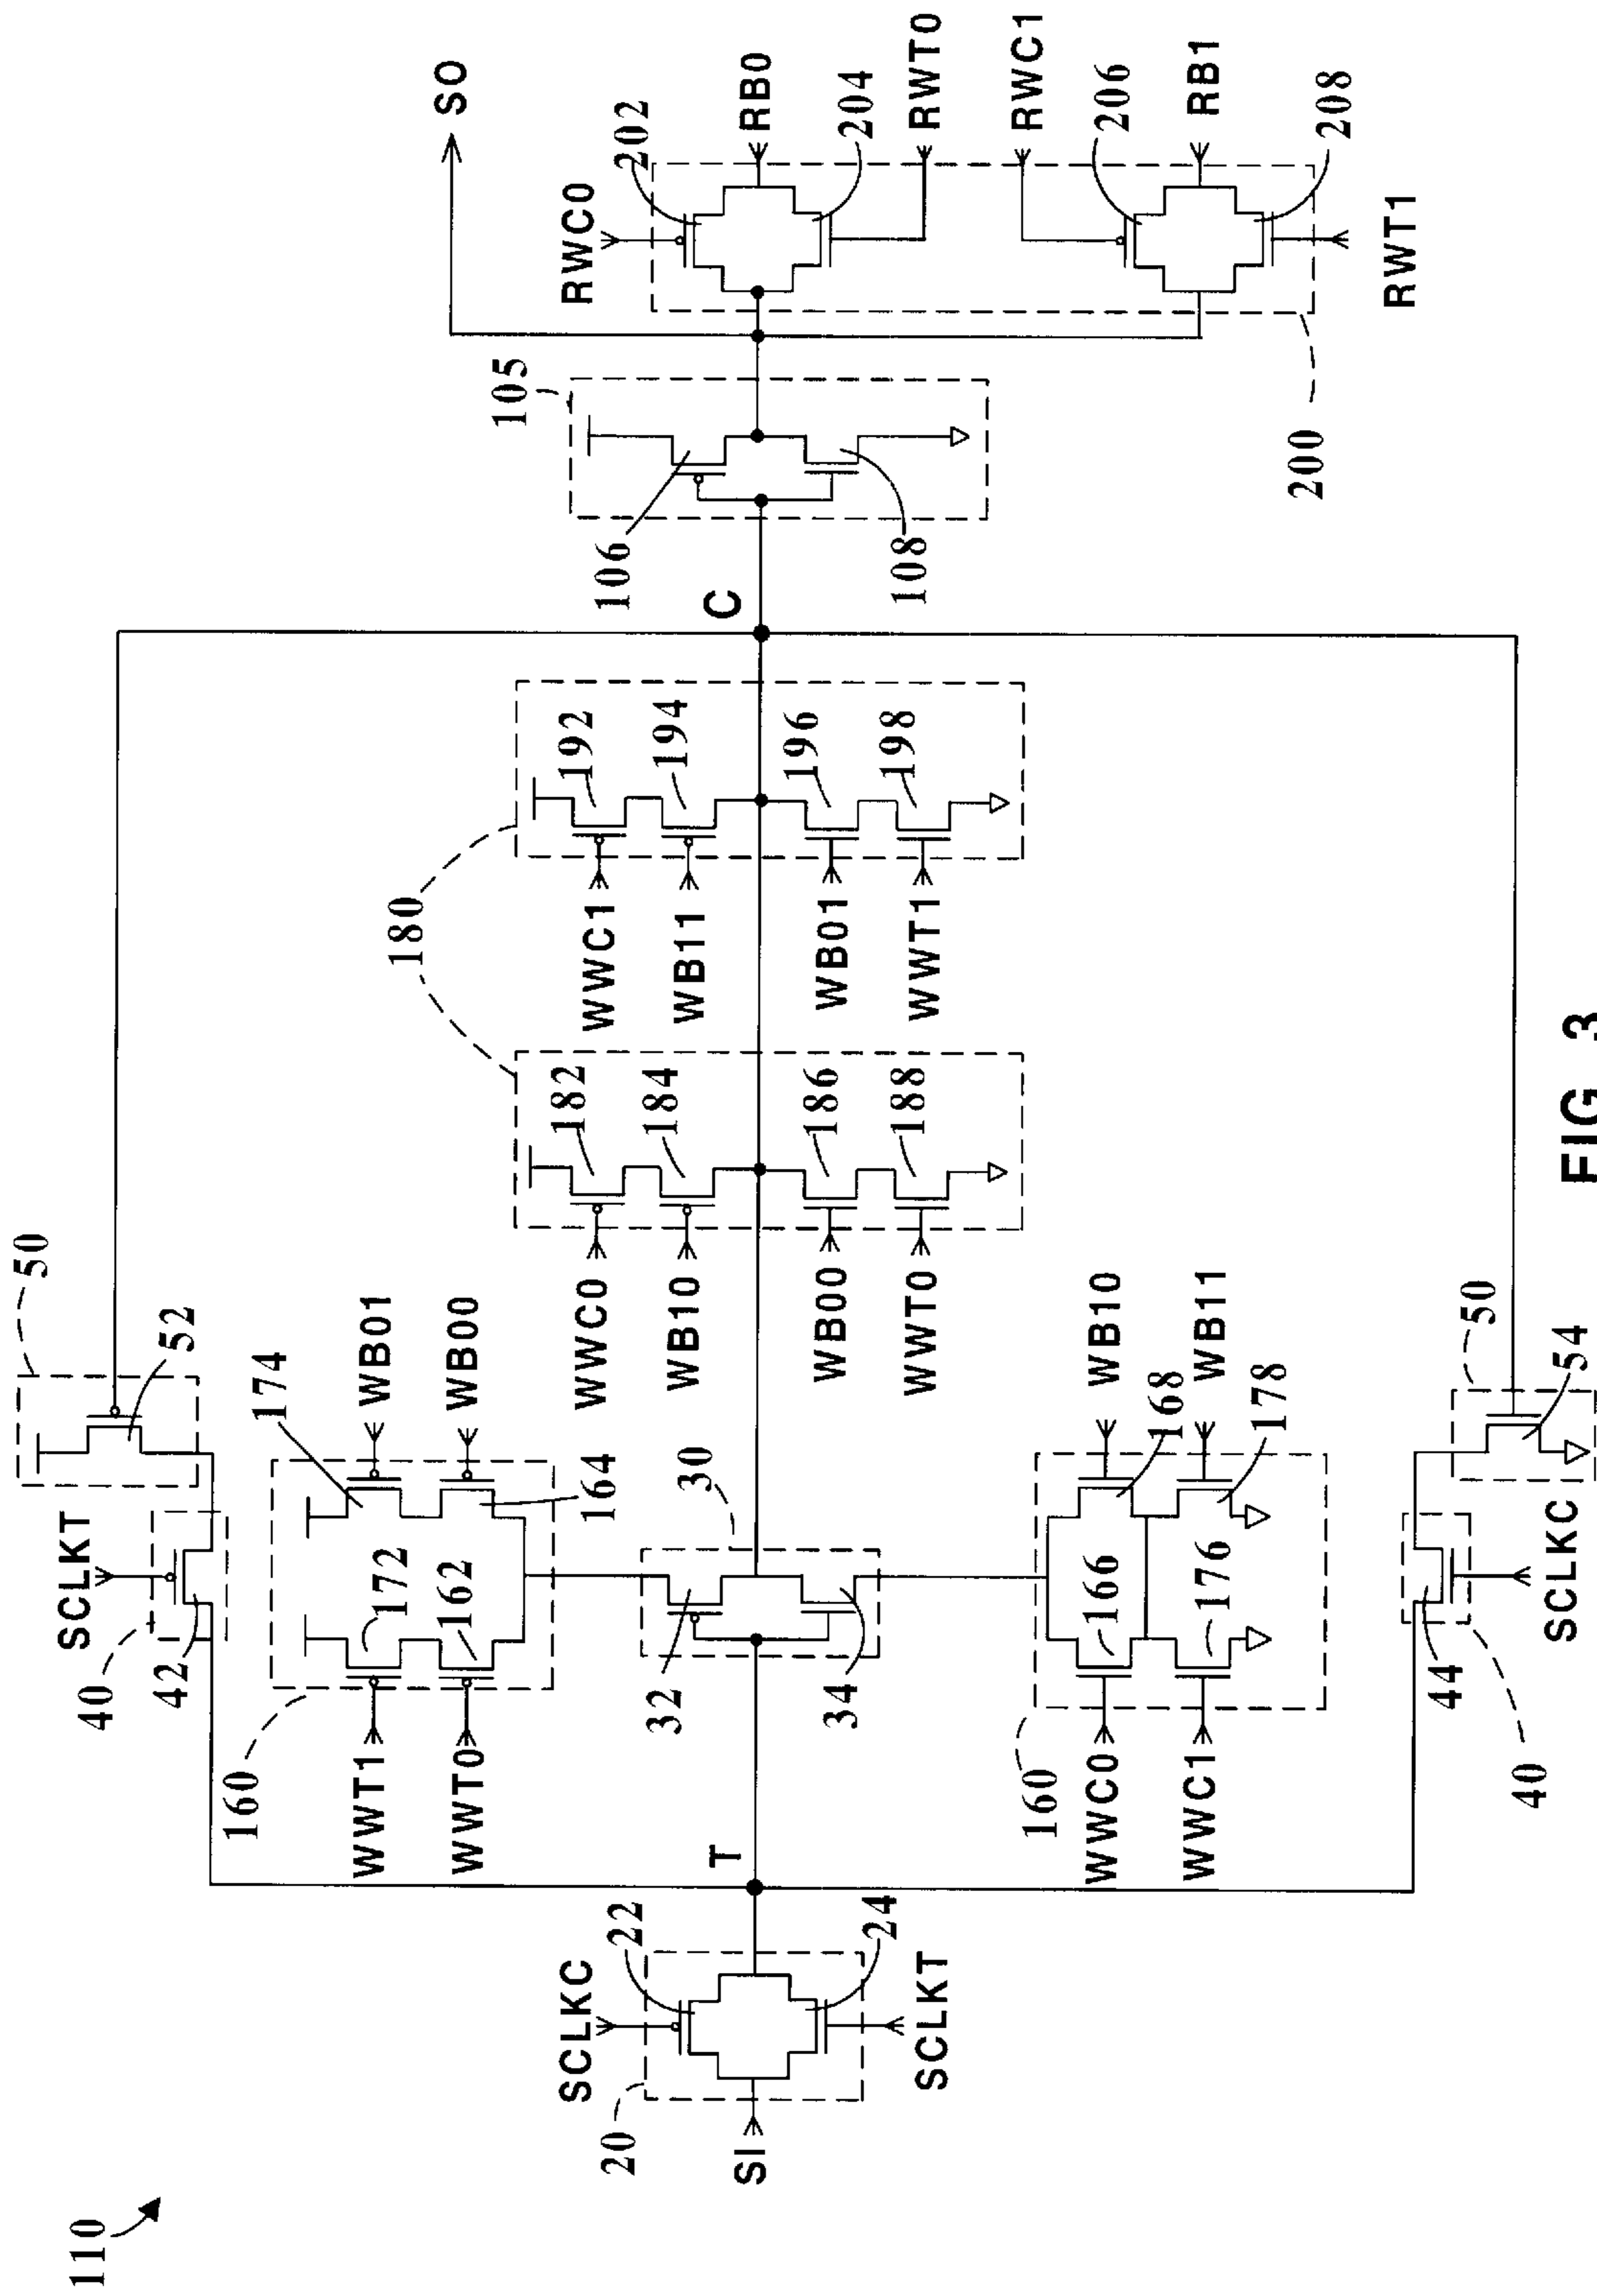 110
SI
20
SCLKC
22
SCLKT
24
T
40
42
SCLKT
50
52
160
WWT1
WWT0
172
162
174
164
WB01
WB00
30
32
34
160
WWC0
WWC1
166
176
168
178
WB10
WB11
40
44
SCLKC
50
54
180
WWC0
WB10
WB00
WWT0
182
184
186
188
WWC1
WB11
WB01
WWT1
192
194
196
198
C
105
106
108
SO
200
RWC0
202
RB0
204
RWT0
RWC1
206
RB1
208
RWT1
FIG 3